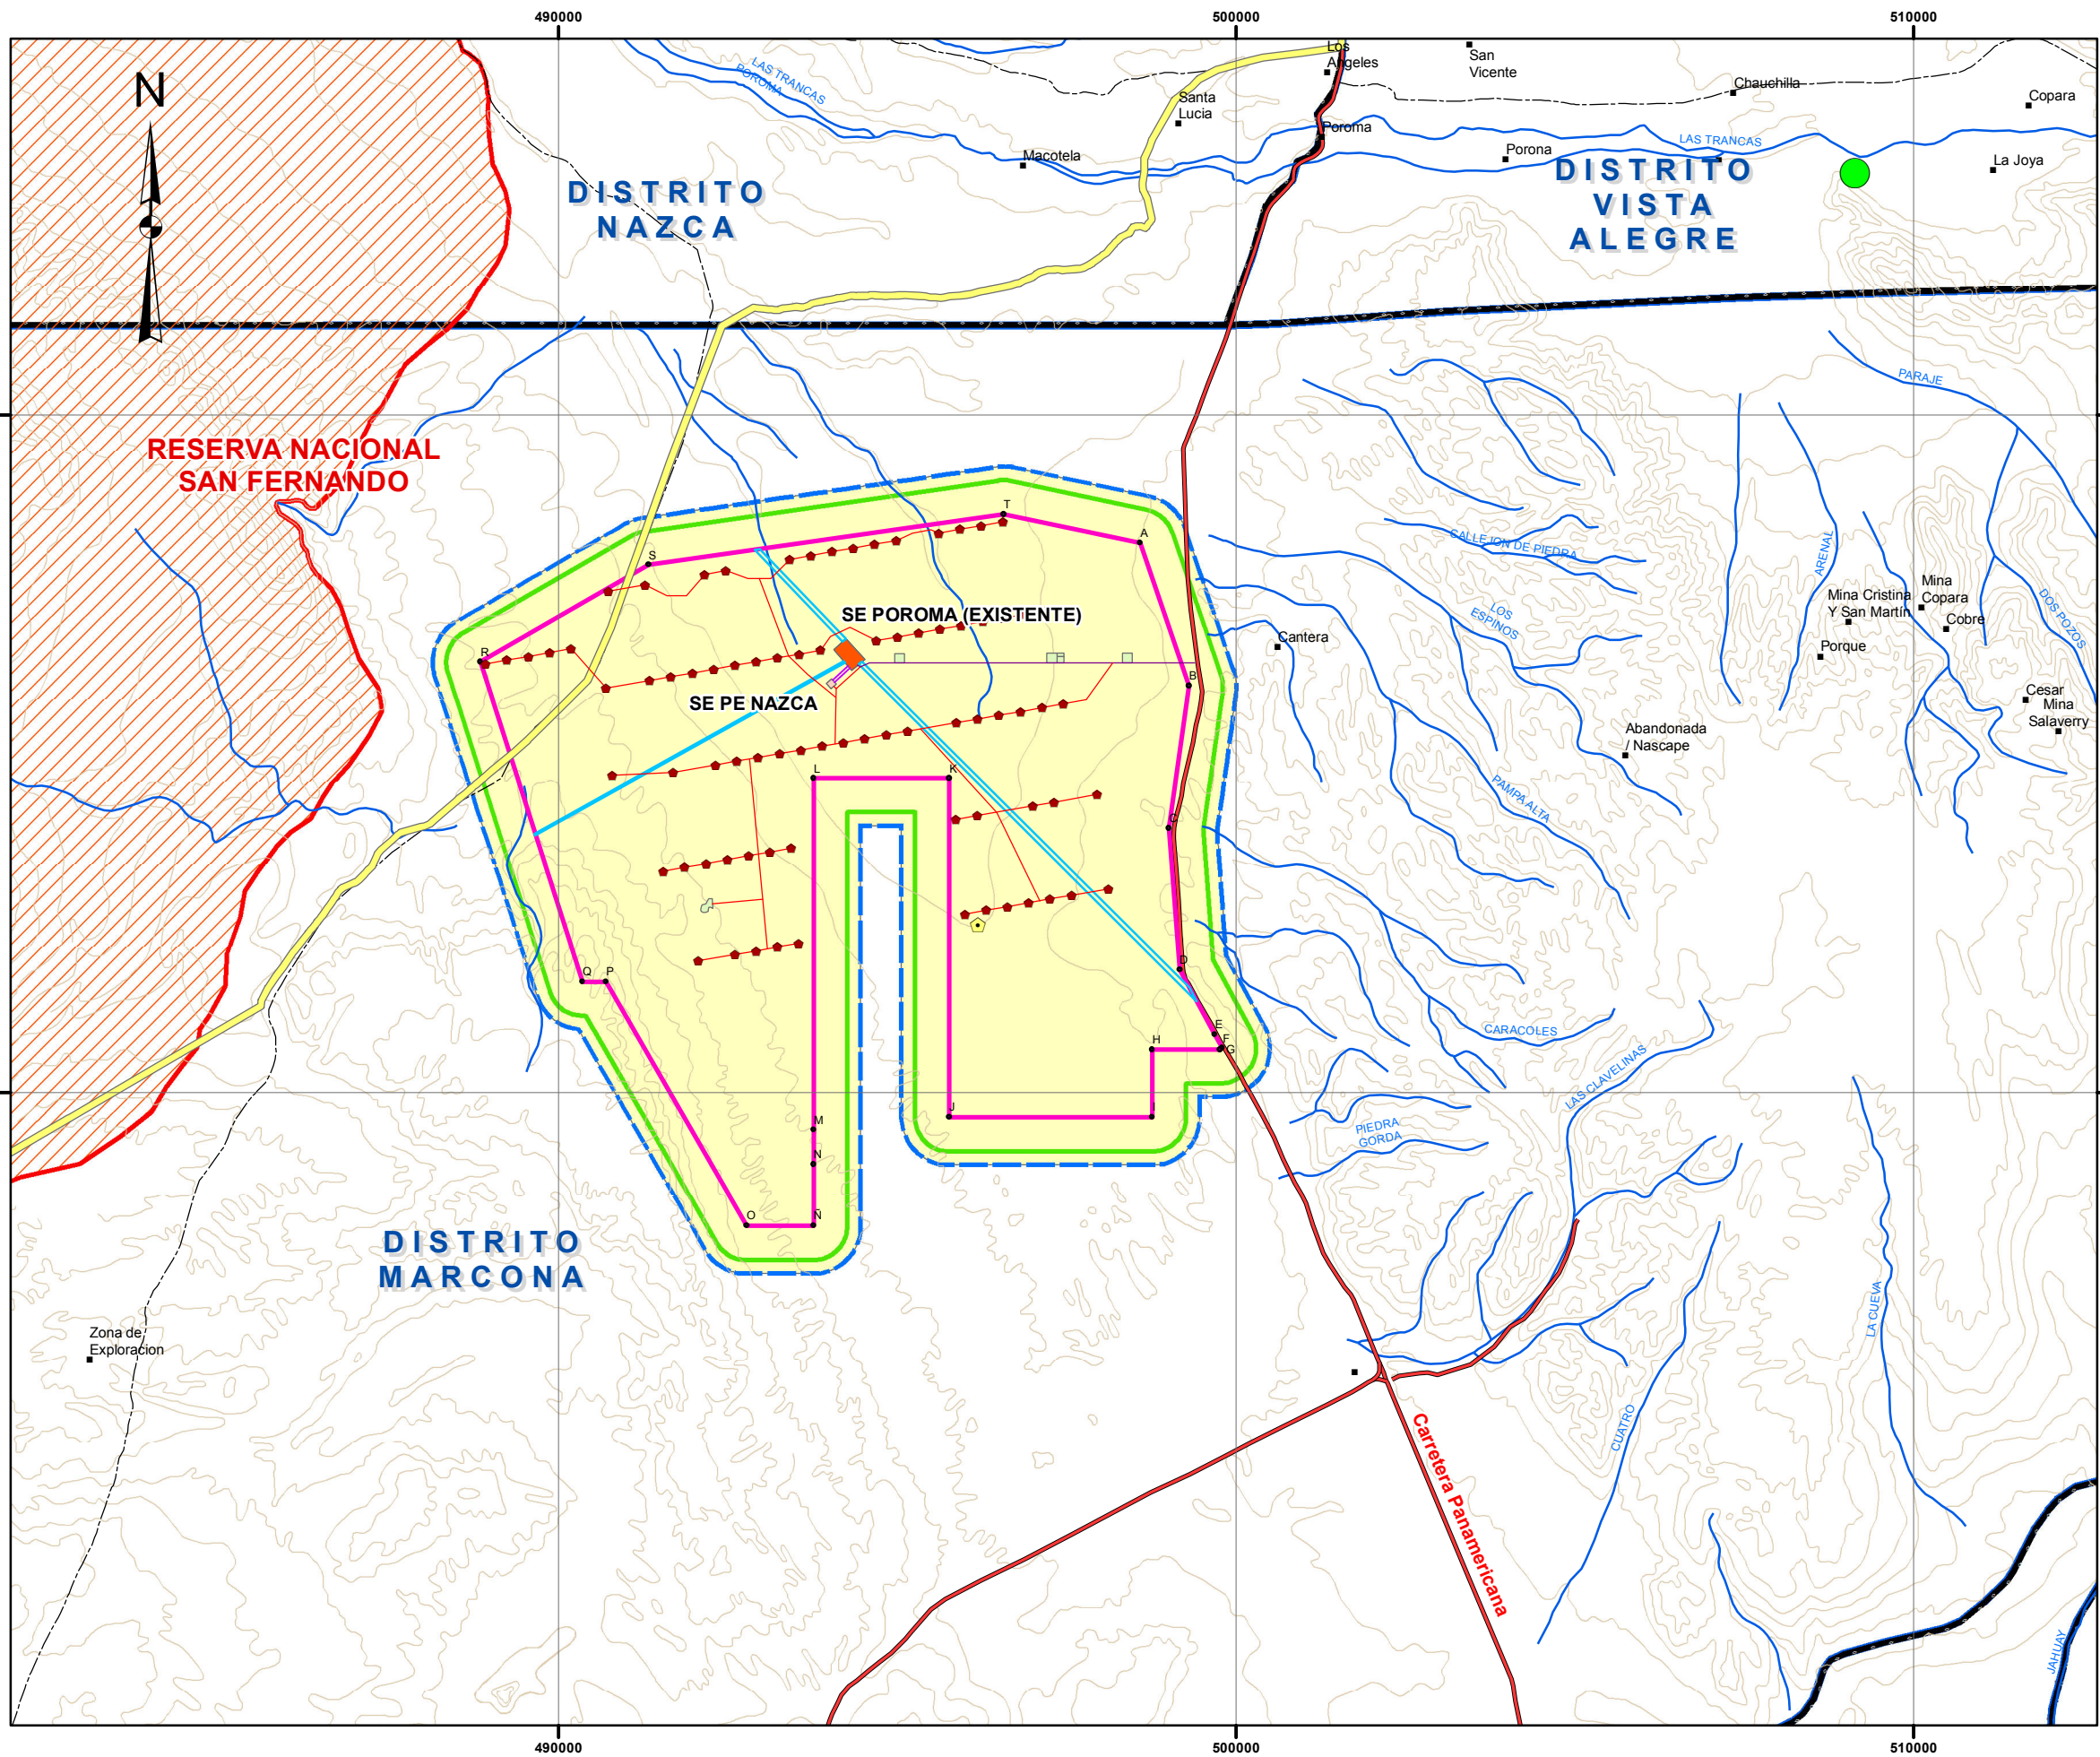 490000
500000
510000
N
LAS TRANCAS
POROMA
Los
Angeles
San
Vicente
Santa
Lucia
Chauchilla
Copara
Poroma
Macotela
Porona
LAS TRANCAS
La Joya
DISTRITO
NAZCA
DISTRITO
VISTA
ALEGRE
PARAJE
RESERVA NACIONAL
SAN FERNANDO
T
A
S
CALLEJON DE PIEDRA
ARENAL
SE POROMA (EXISTENTE)
LOS
ESPINOS
Mina Cristina
Y San Martín
Mina
Copara
Cobre
DOS POZOS
Cantera
Porque
R
B
SE PE NAZCA
Cesar
Mina
Salaverry
Abandonada
/ Nascape
L
K
PAMPA ALTA
C
Q
P
D
E
F
G
H
CARACOLES
LAS CLAVELINAS
J
M
N
PIEDRA
GORDA
O
Ñ
DISTRITO
MARCONA
LA CUEVA
Zona de
Exploracion
CUATRO
Carretera Panamericana
JAHUAY
490000
500000
510000